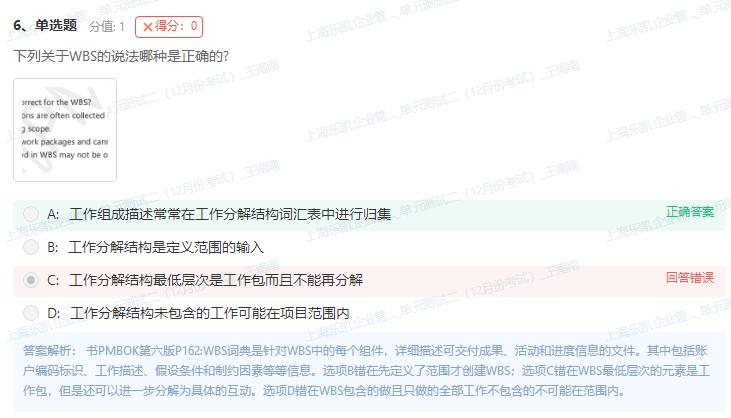 6、单选题 分值: 1 ✕得分：0
下列关于WBS的说法哪种是正确的?
orrect for the WBS?
ons are often collected
g scope.
work packages and can
ed in WBS may not be o
A: 工作组成描述常常在工作分解结构词汇表中进行归集 正确答案
B: 工作分解结构是定义范围的输入
C: 工作分解结构最低层次是工作包而且不能再分解 回答错误
D: 工作分解结构未包含的工作可能在项目范围内
答案解析： 书PMBOK第六版P162:WBS词典是针对WBS中的每个组件，详细描述可交付成果、活动和进度信息的文件。其中包括账
户编码标识、工作描述、假设条件和制约因素等等信息。选项B错在先定义了范围才创建WBS；选项C错在WBS最低层次的元素是工
作包，但是还可以进一步分解为具体的互动。选项D错在WBS包含的做且只做的全部工作不包含的不可能在范围内。
上海乐凯企业管..._单元测试二（12月份考试）_王南南